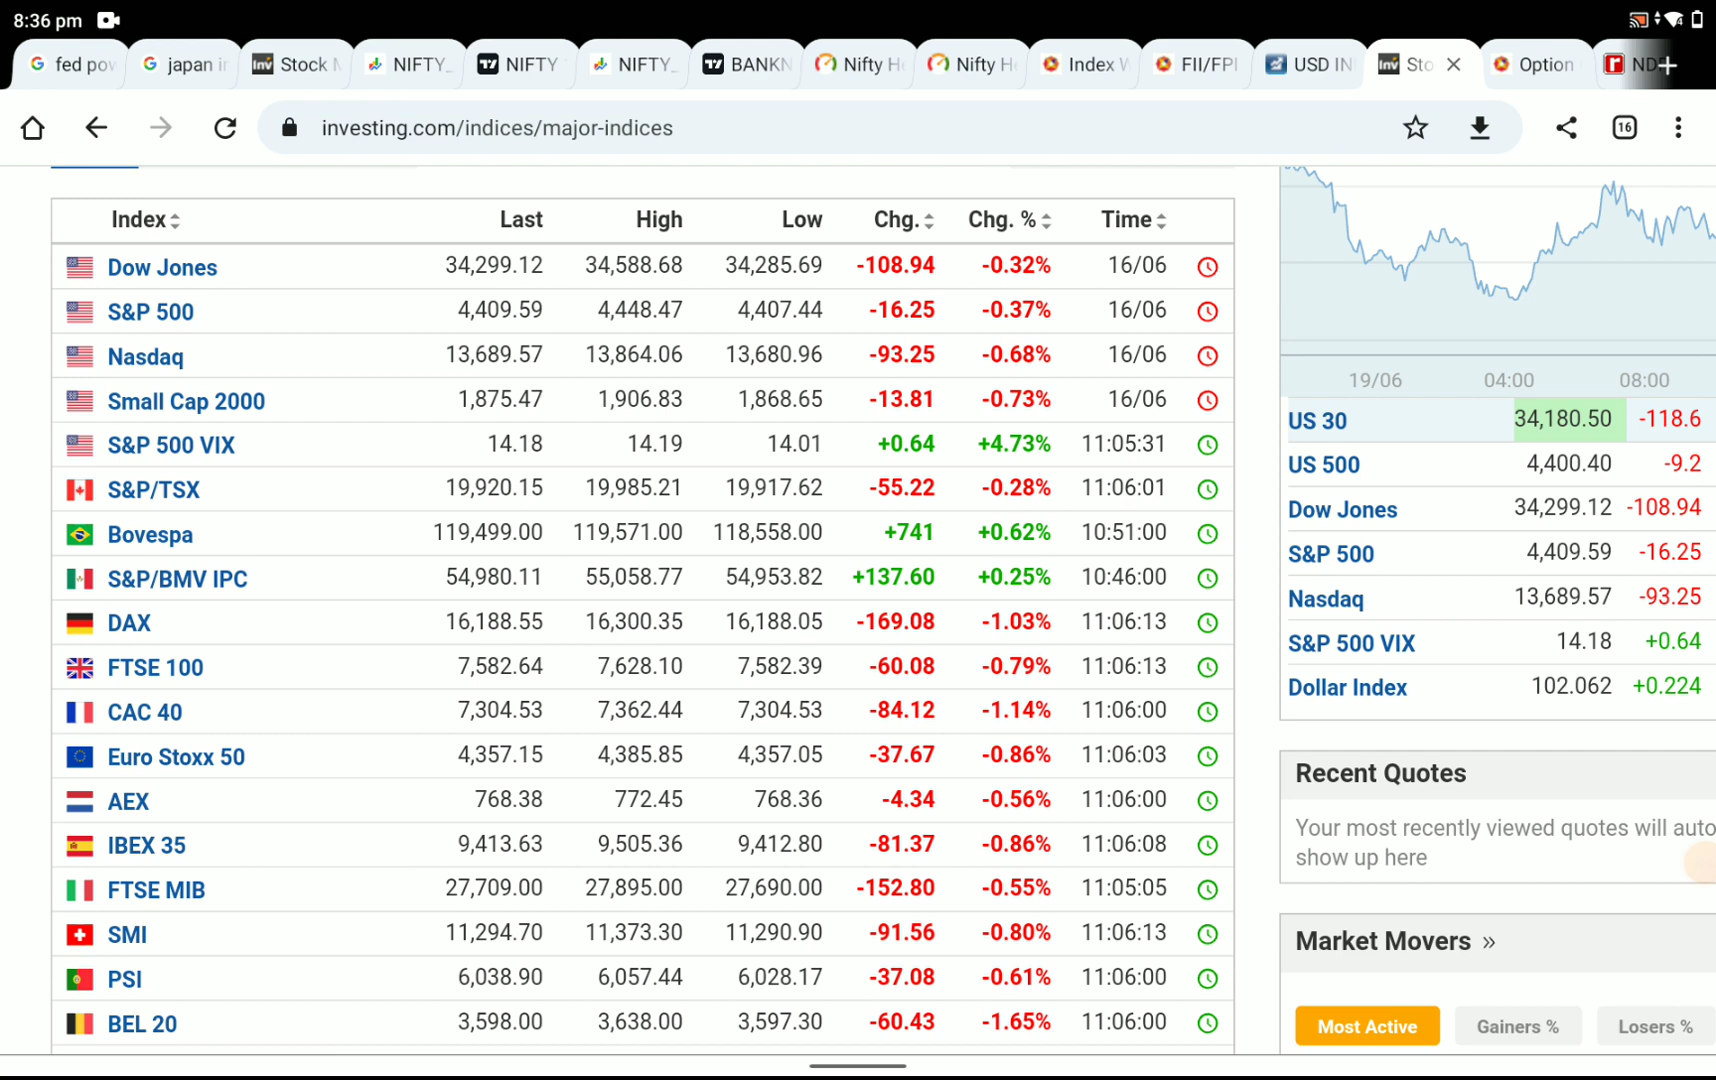 8:36 pm
fed pov japan in Stock M NIFTY_ NIFTY NIFTY_ BANKN Nifty He Nifty He Index W FII/FPI USD IN Sto Option ND
investing.com/indices/major-indices 16
Index Last High Low Chg. Chg. % Time
Dow Jones 34,299.12 34,588.68 34,285.69 -108.94 -0.32% 16/06
S&P 500 4,409.59 4,448.47 4,407.44 -16.25 -0.37% 16/06
Nasdaq 13,689.57 13,864.06 13,680.96 -93.25 -0.68% 16/06
Small Cap 2000 1,875.47 1,906.83 1,868.65 -13.81 -0.73% 16/06
S&P 500 VIX 14.18 14.19 14.01 +0.64 +4.73% 11:05:31
S&P/TSX 19,920.15 19,985.21 19,917.62 -55.22 -0.28% 11:06:01
Bovespa 119,499.00 119,571.00 118,558.00 +741 +0.62% 10:51:00
S&P/BMV IPC 54,980.11 55,058.77 54,953.82 +137.60 +0.25% 10:46:00
DAX 16,188.55 16,300.35 16,188.05 -169.08 -1.03% 11:06:13
FTSE 100 7,582.64 7,628.10 7,582.39 -60.08 -0.79% 11:06:13
CAC 40 7,304.53 7,362.44 7,304.53 -84.12 -1.14% 11:06:00
Euro Stoxx 50 4,357.15 4,385.85 4,357.05 -37.67 -0.86% 11:06:03
AEX 768.38 772.45 768.36 -4.34 -0.56% 11:06:00
IBEX 35 9,413.63 9,505.36 9,412.80 -81.37 -0.86% 11:06:08
FTSE MIB 27,709.00 27,895.00 27,690.00 -152.80 -0.55% 11:05:05
SMI 11,294.70 11,373.30 11,290.90 -91.56 -0.80% 11:06:13
PSI 6,038.90 6,057.44 6,028.17 -37.08 -0.61% 11:06:00
BEL 20 3,598.00 3,638.00 3,597.30 -60.43 -1.65% 11:06:00
19/06 04:00 08:00
US 30 34,180.50 -118.6
US 500 4,400.40 -9.2
Dow Jones 34,299.12 -108.94
S&P 500 4,409.59 -16.25
Nasdaq 13,689.57 -93.25
S&P 500 VIX 14.18 +0.64
Dollar Index 102.062 +0.224
Recent Quotes
Your most recently viewed quotes will auto
show up here
Market Movers »
Most Active Gainers % Losers %